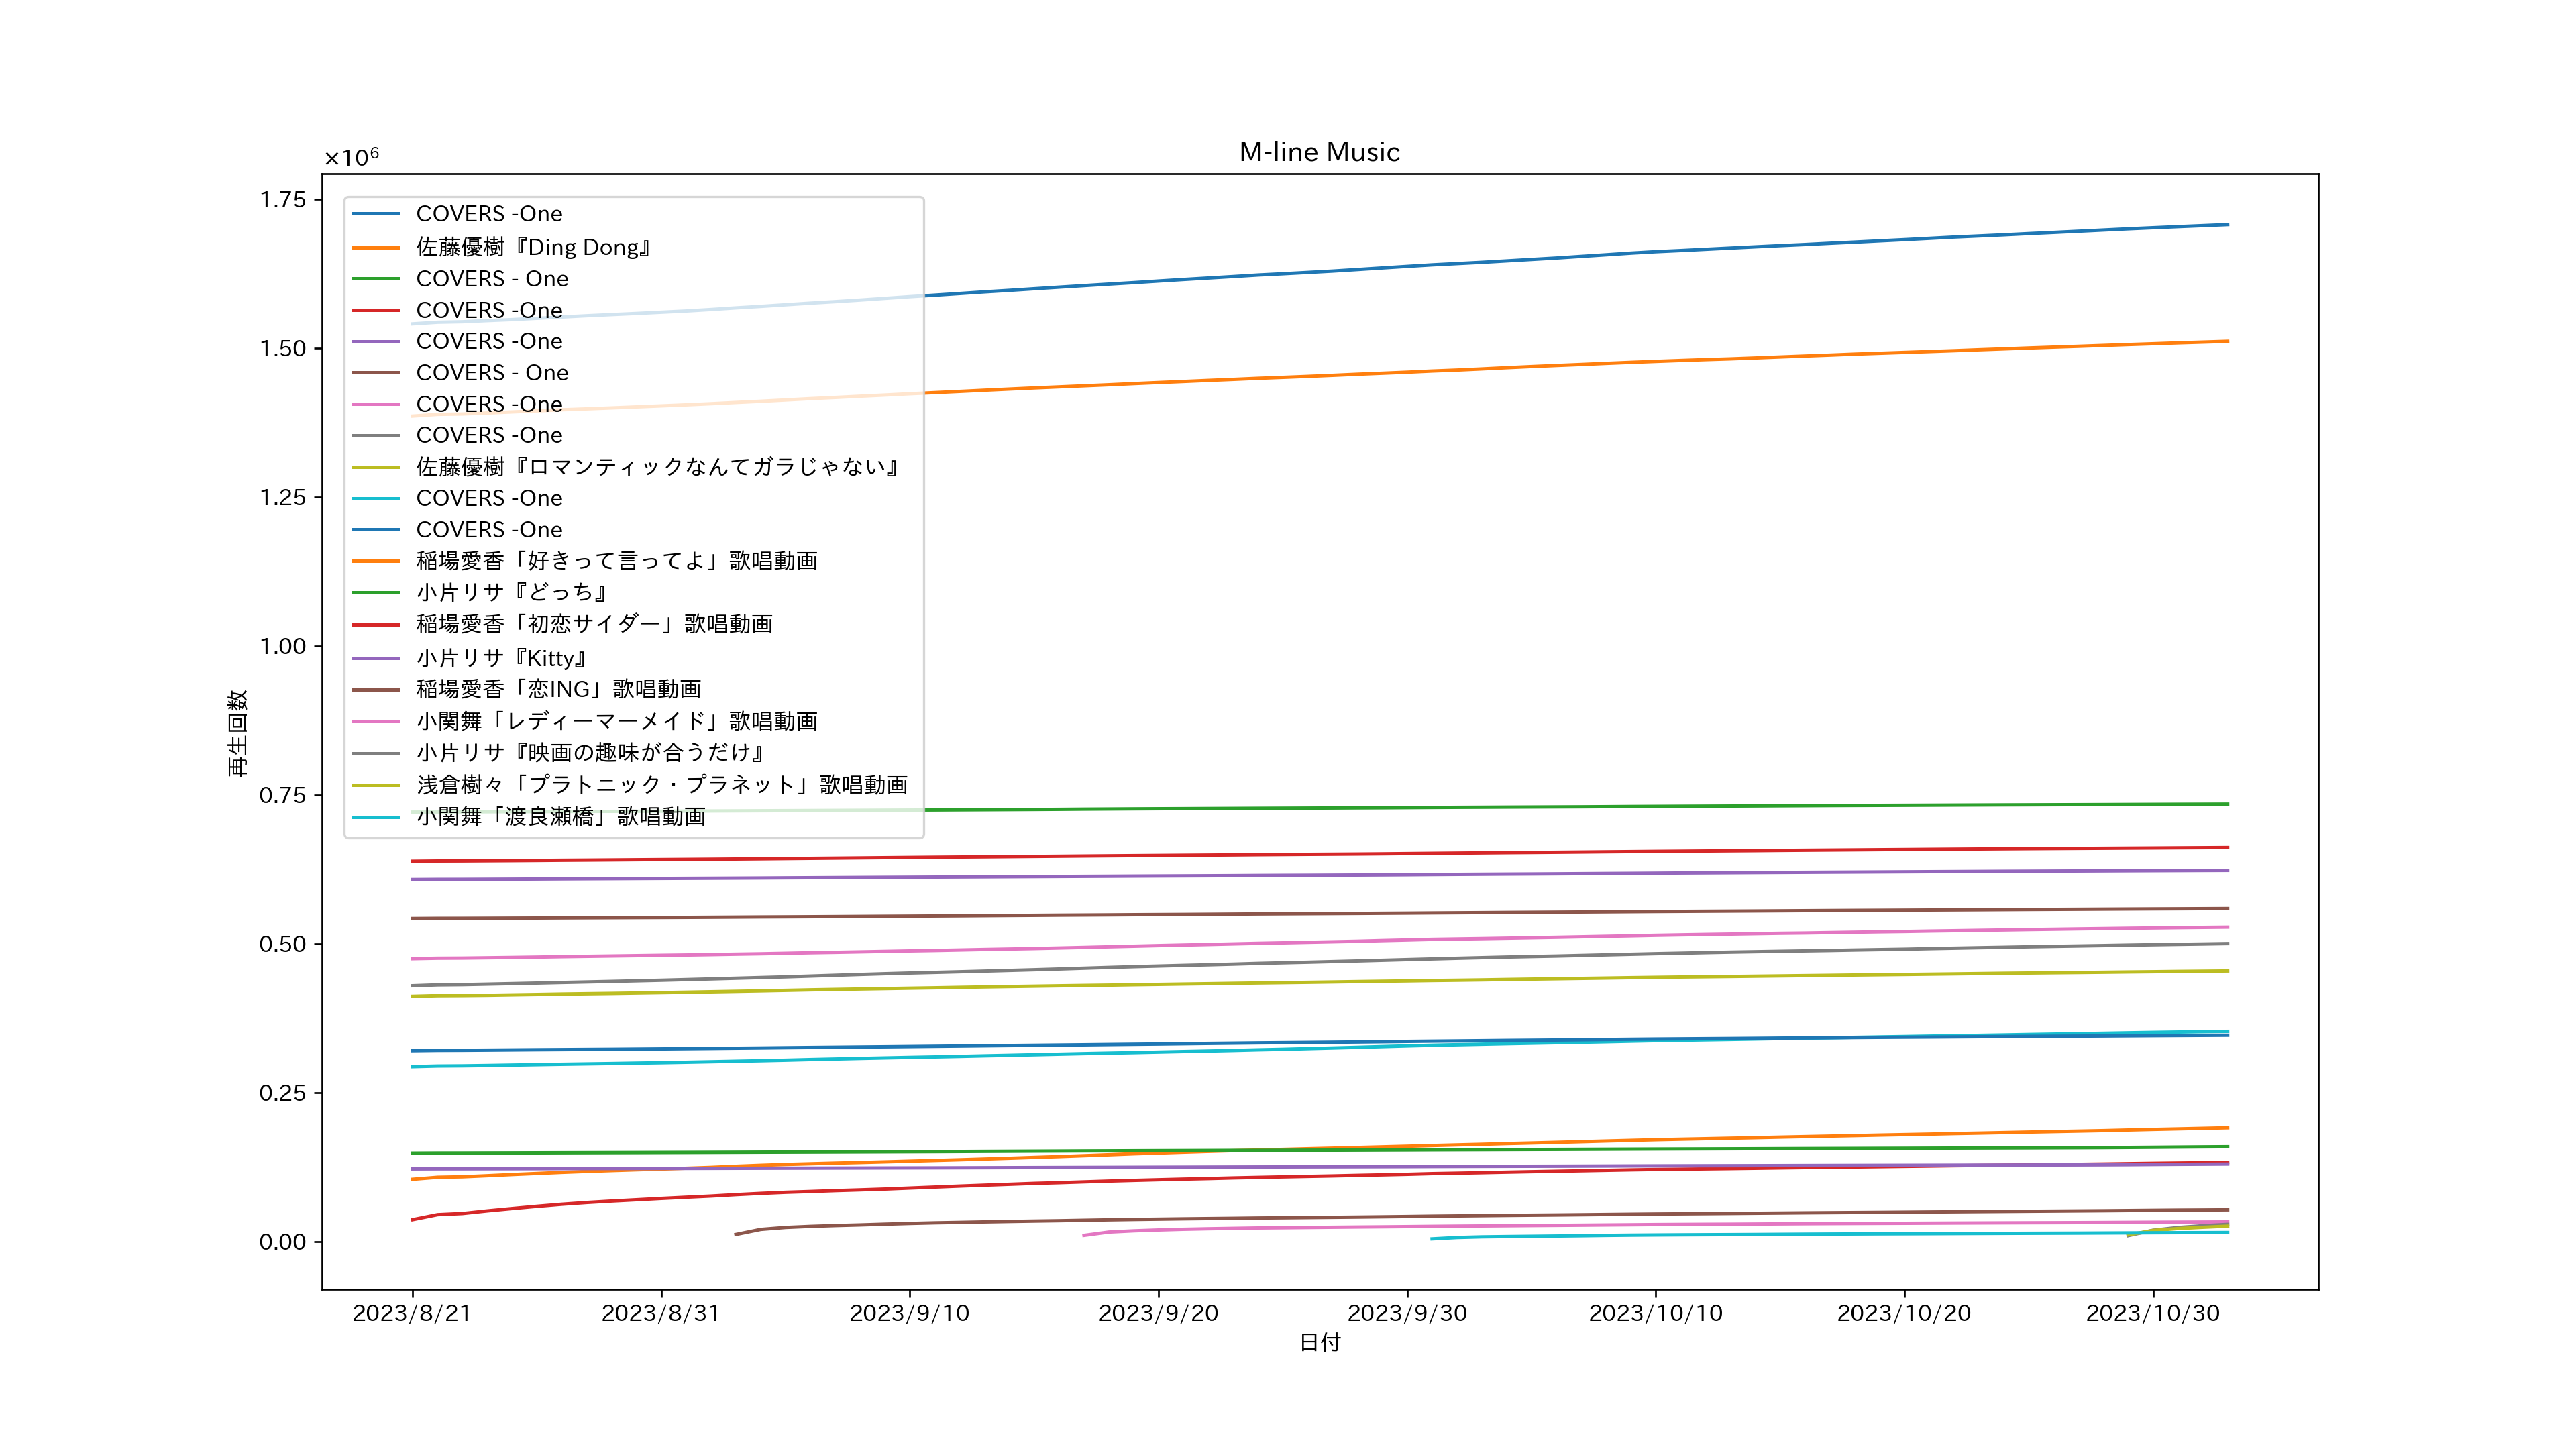 M-line Music
×10⁶
1.75
1.50
1.25
1.00
0.75
0.50
0.25
0.00
再生回数
COVERS -One
佐藤優樹『Ding Dong』
COVERS - One
COVERS -One
COVERS -One
COVERS - One
COVERS -One
COVERS -One
佐藤優樹『ロマンティックなんてガラじゃない』
COVERS -One
COVERS -One
稲場愛香「好きって言ってよ」歌唱動画
小片リサ『どっち』
稲場愛香「初恋サイダー」歌唱動画
小片リサ『Kitty』
稲場愛香「恋ING」歌唱動画
小関舞「レディーマーメイド」歌唱動画
小片リサ『映画の趣味が合うだけ』
浅倉樹々「プラトニック・プラネット」歌唱動画
小関舞「渡良瀬橋」歌唱動画
2023/8/21 2023/8/31 2023/9/10 2023/9/20 2023/9/30 2023/10/10 2023/10/20 2023/10/30
日付